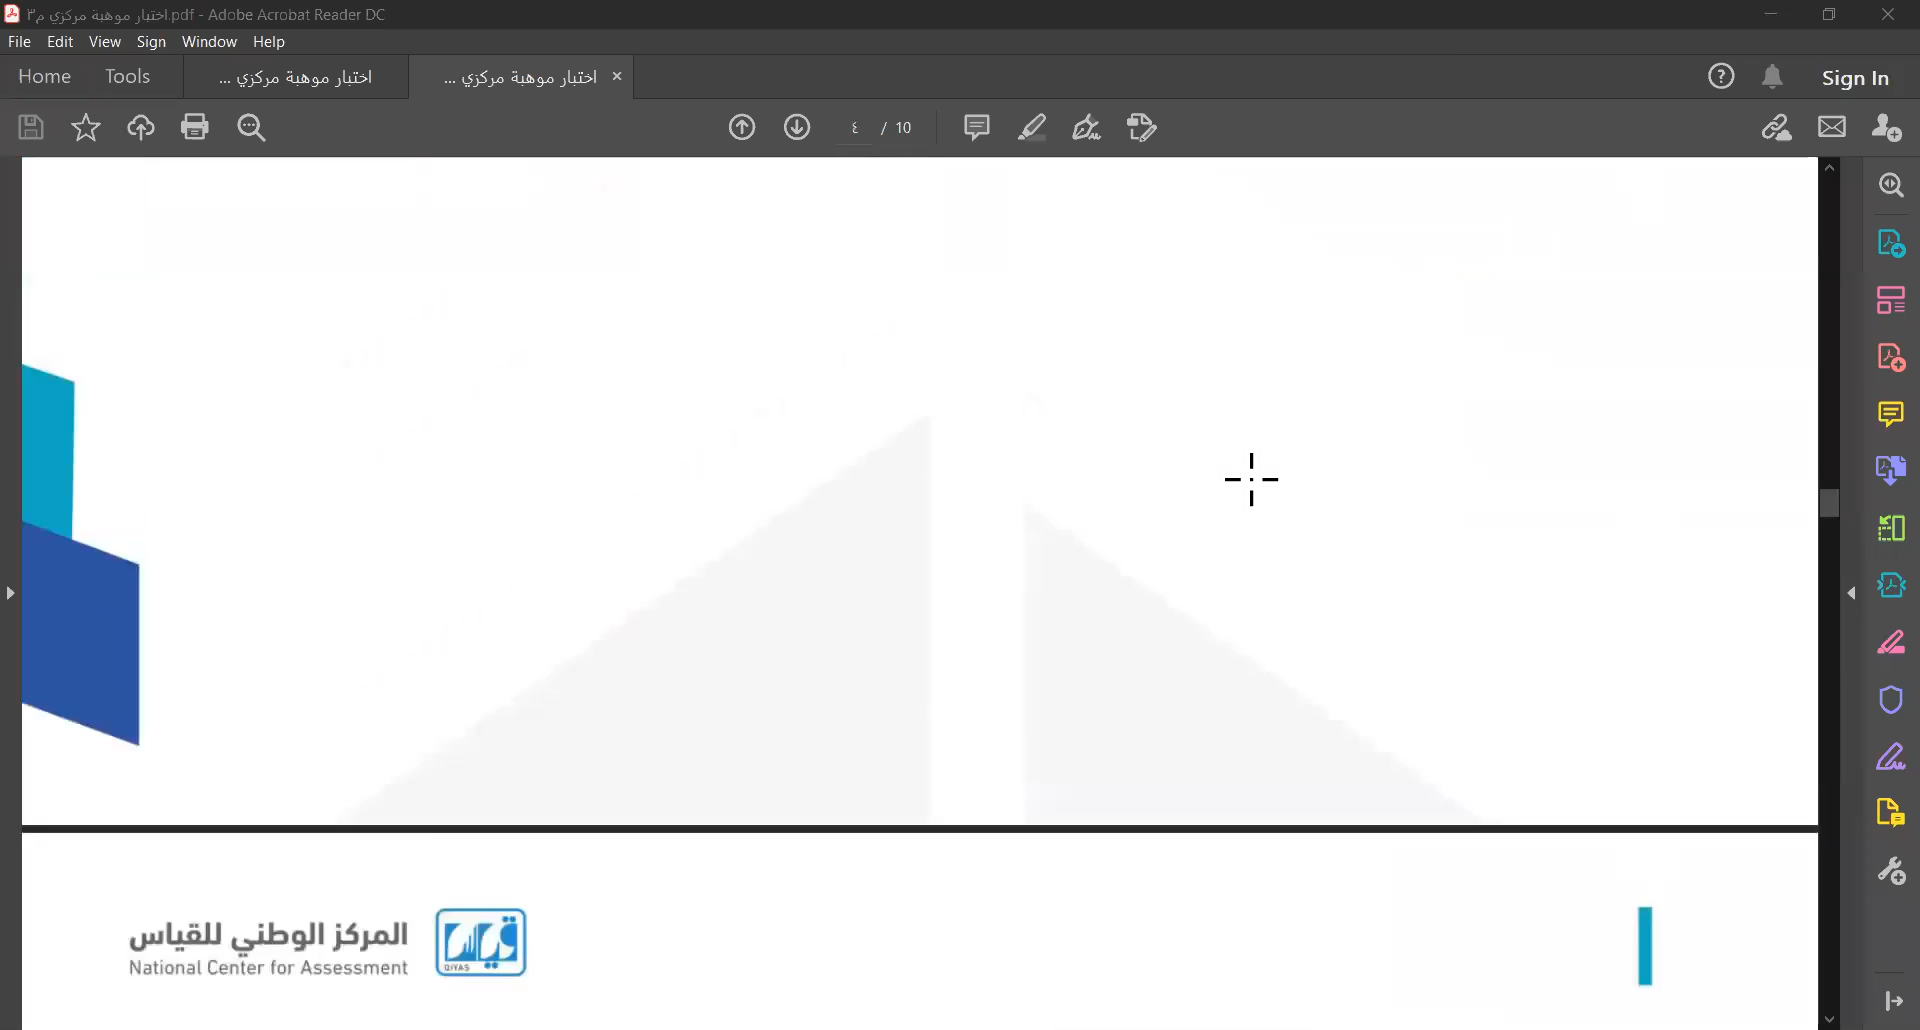 اختبار موهبة مركزي م٣.pdf - Adobe Acrobat Reader DC
File Edit View Sign Window Help
Home Tools اختبار موهبة مركزي ... اختبار موهبة مركزي ... × Sign In
٤ / 10
المركز الوطني للقياس
National Center for Assessment
قياس
QIYAS